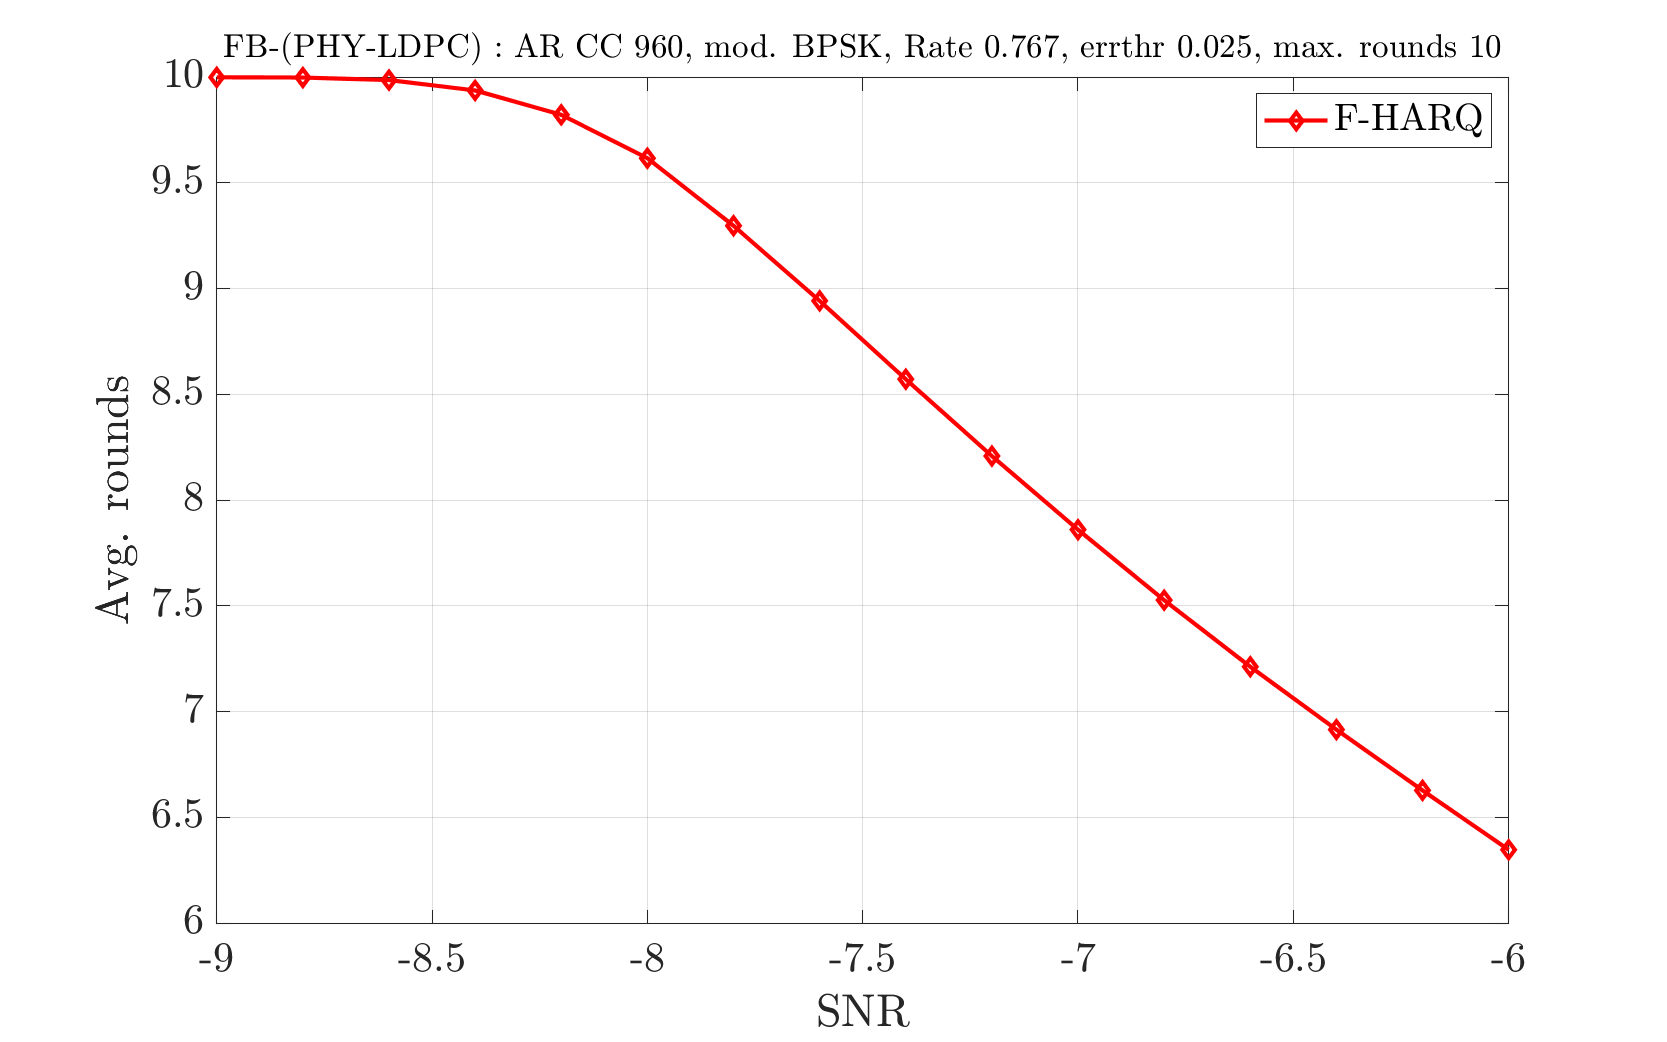 FB-(PHY-LDPC) : AR CC 960, mod. BPSK, Rate 0.767, errthr 0.025, max. rounds 10
F-HARQ
Avg. rounds
10
9.5
9
8.5
8
7.5
7
6.5
6
-9 -8.5 -8 -7.5 -7 -6.5 -6
SNR